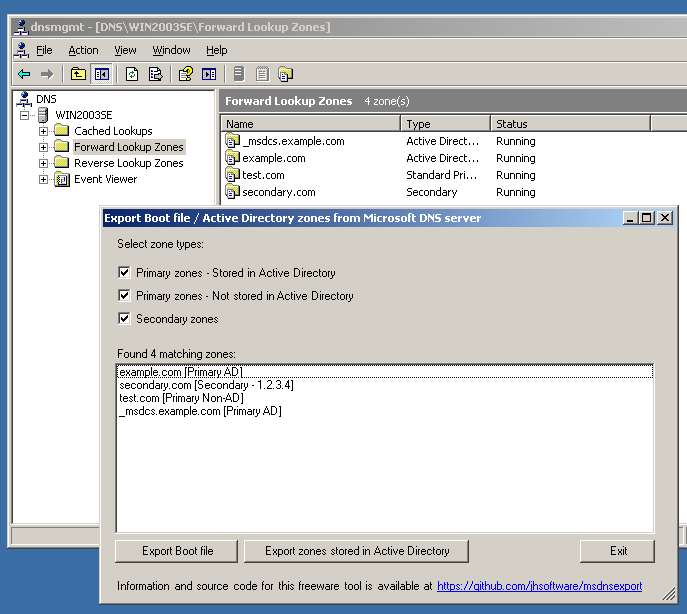 dnsmgmt - [DNS\WIN2003SE\Forward Lookup Zones]
File Action View Window Help
DNS
WIN2003SE
Cached Lookups
Forward Lookup Zones
Reverse Lookup Zones
Event Viewer
Forward Lookup Zones 4 zone(s)
Name Type Status
_msdcs.example.com Active Direct... Running
example.com Active Direct... Running
test.com Standard Pri... Running
secondary.com Secondary Running
Export Boot file / Active Directory zones from Microsoft DNS server
Select zone types:
Primary zones - Stored in Active Directory
Primary zones - Not stored in Active Directory
Secondary zones
Found 4 matching zones:
example.com [Primary AD]
secondary.com [Secondary - 1.2.3.4]
test.com [Primary Non-AD]
_msdcs.example.com [Primary AD]
Export Boot file Export zones stored in Active Directory Exit
Information and source code for this freeware tool is available at https://github.com/jhsoftware/msdnsexport